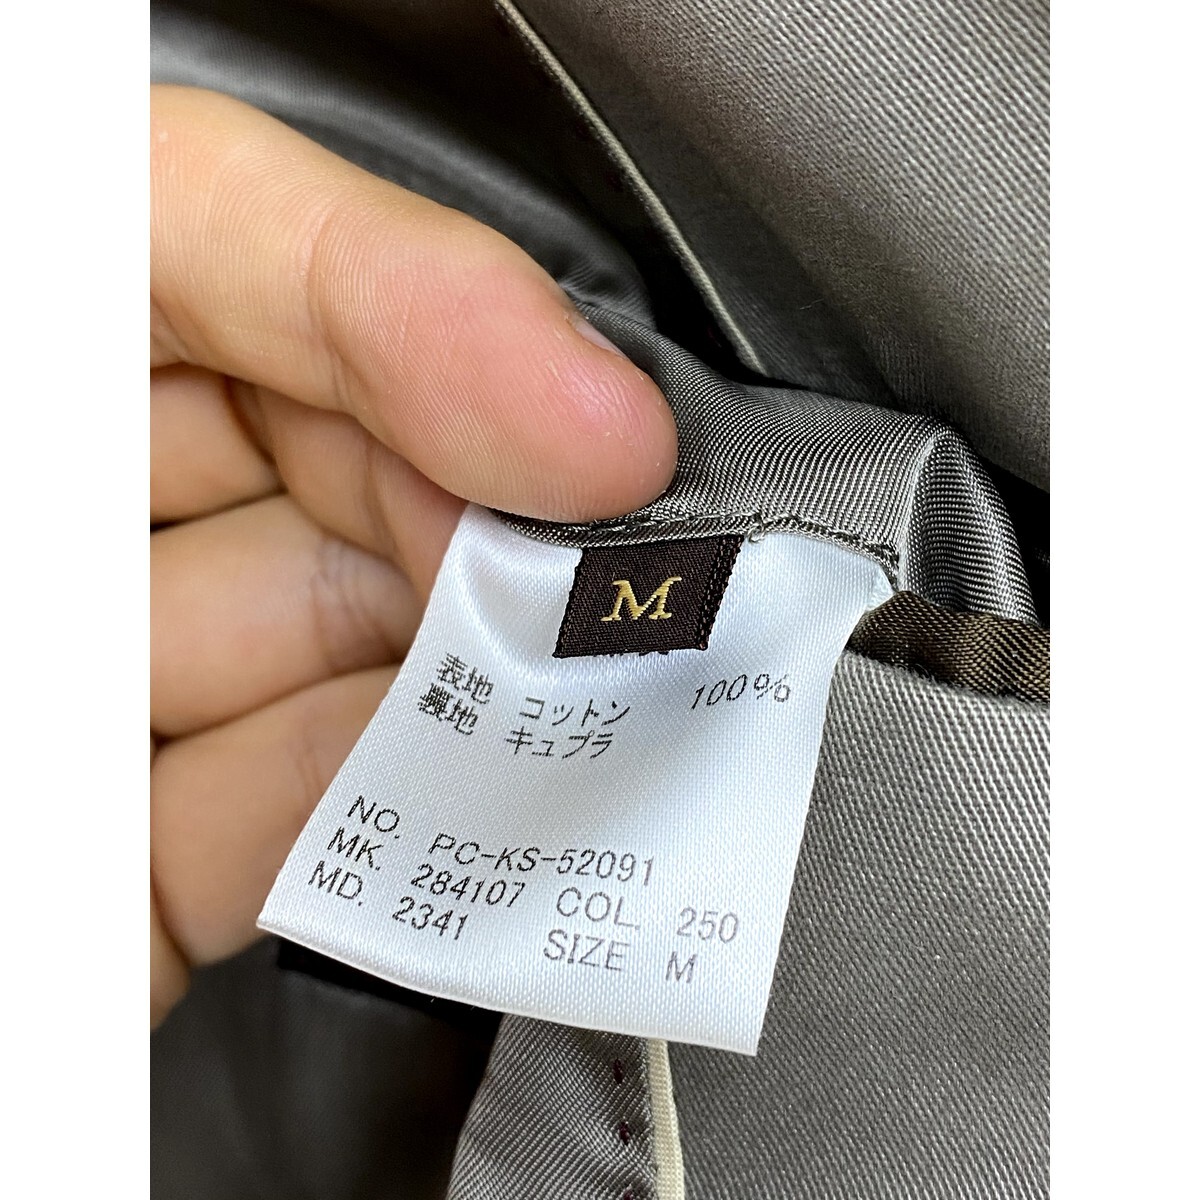 M
表地 コットン 100%
裏地 キュプラ
NO. PC-KS-52091
MK. 284107 COL. 250
MD. 2341 SIZE M